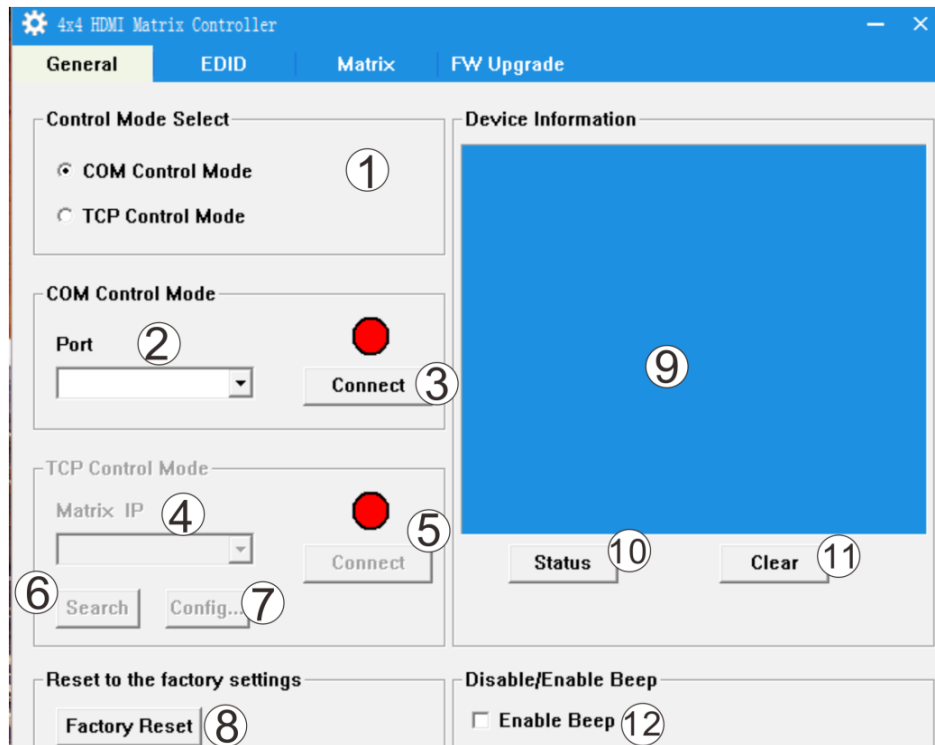 4x4 HDMI Matrix Controller
General EDID Matrix FW Upgrade
Control Mode Select
COM Control Mode
1
TCP Control Mode
COM Control Mode
Port 2
Connect 3
TCP Control Mode
Matrix IP 4
5
Connect
6
Search Config... 7
Reset to the factory settings
Factory Reset 8
Device Information
9
Status 10 Clear 11
Disable/Enable Beep
Enable Beep 12